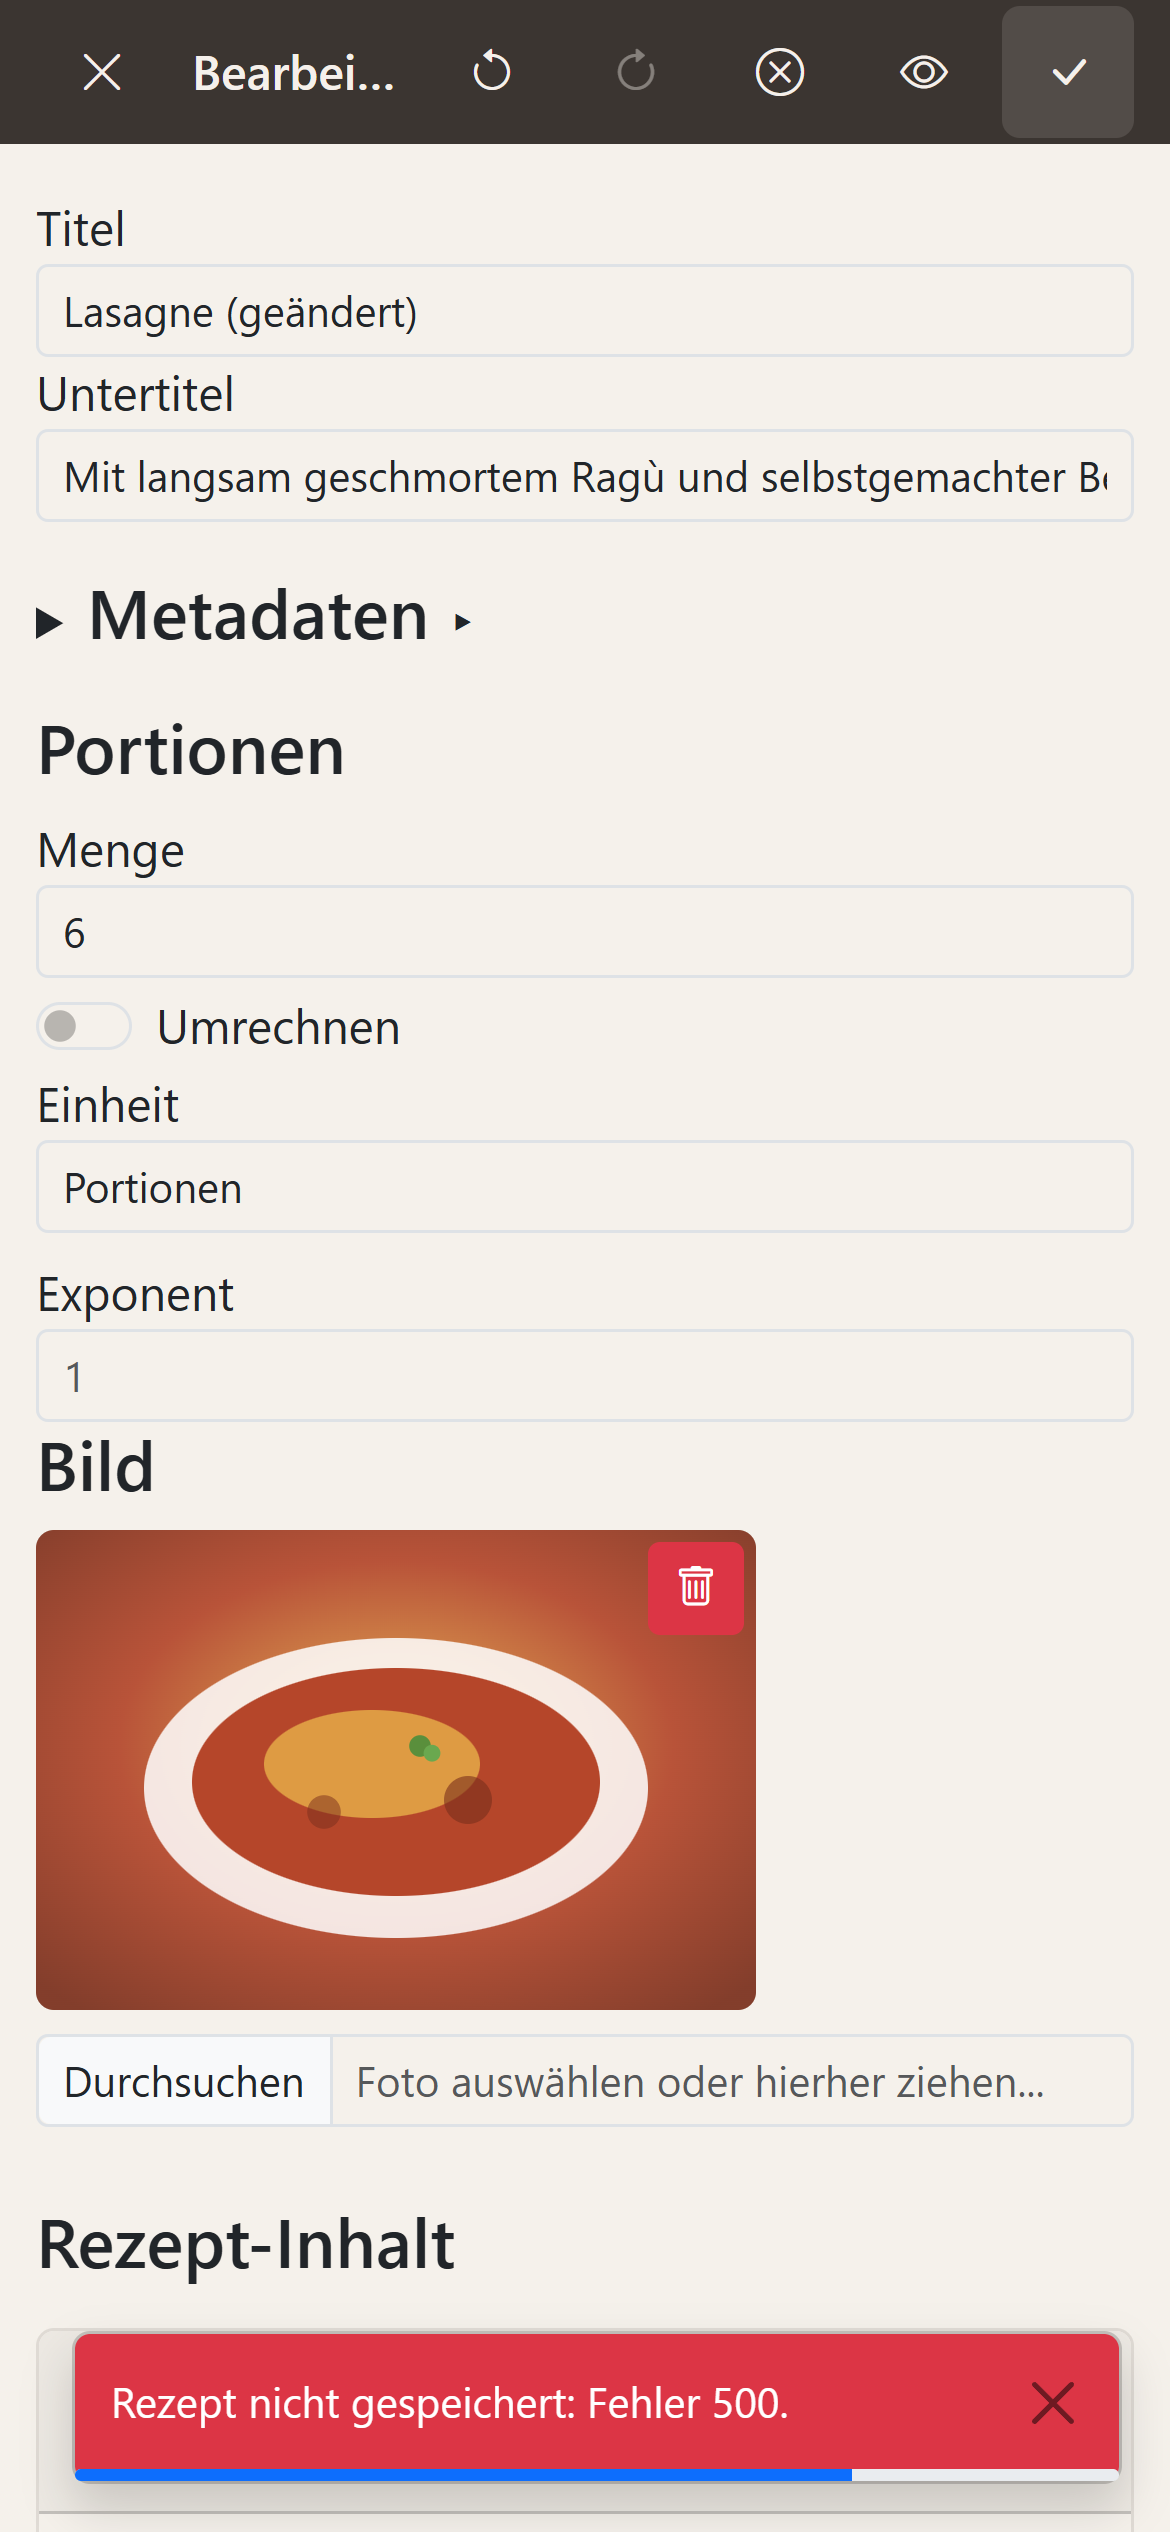 Bearbei...
Titel
Lasagne (geändert)
Untertitel
Mit langsam geschmortem Ragù und selbstgemachter
Metadaten
Portionen
Menge
6
Umrechnen
Einheit
Portionen
Exponent
1
Bild
Durchsuchen Foto auswählen oder hierher ziehen...
Rezept-Inhalt
Rezept nicht gespeichert: Fehler 500.